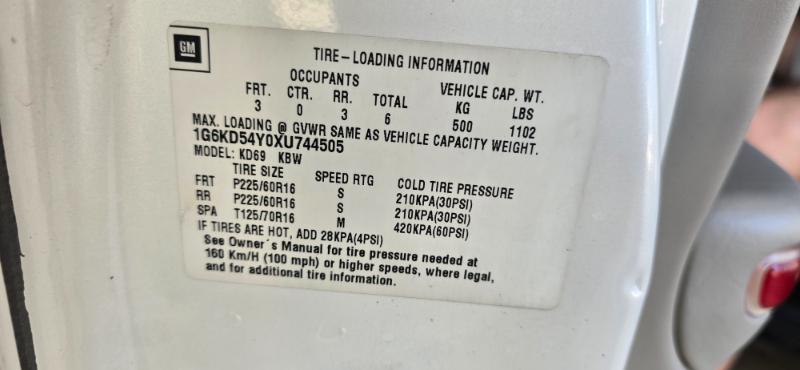 GM
TIRE-LOADING INFORMATION
OCCUPANTS VEHICLE CAP. WT.
FRT. CTR. RR. TOTAL KG LBS
3 0 3 6 500 1102
MAX. LOADING @ GVWR SAME AS VEHICLE CAPACITY WEIGHT.
1G6KD54Y0XU744505
MODEL: KD69 KBW
TIRE SIZE SPEED RTG COLD TIRE PRESSURE
FRT P225/60R16 S 210KPA(30PSI)
RR P225/60R16 S 210KPA(30PSI)
SPA T125/70R16 M 420KPA(60PSI)
IF TIRES ARE HOT, ADD 28KPA(4PSI)
See Owner's Manual for tire pressure needed at
160 Km/H (100 mph) or higher speeds, where legal,
and for additional tire information.